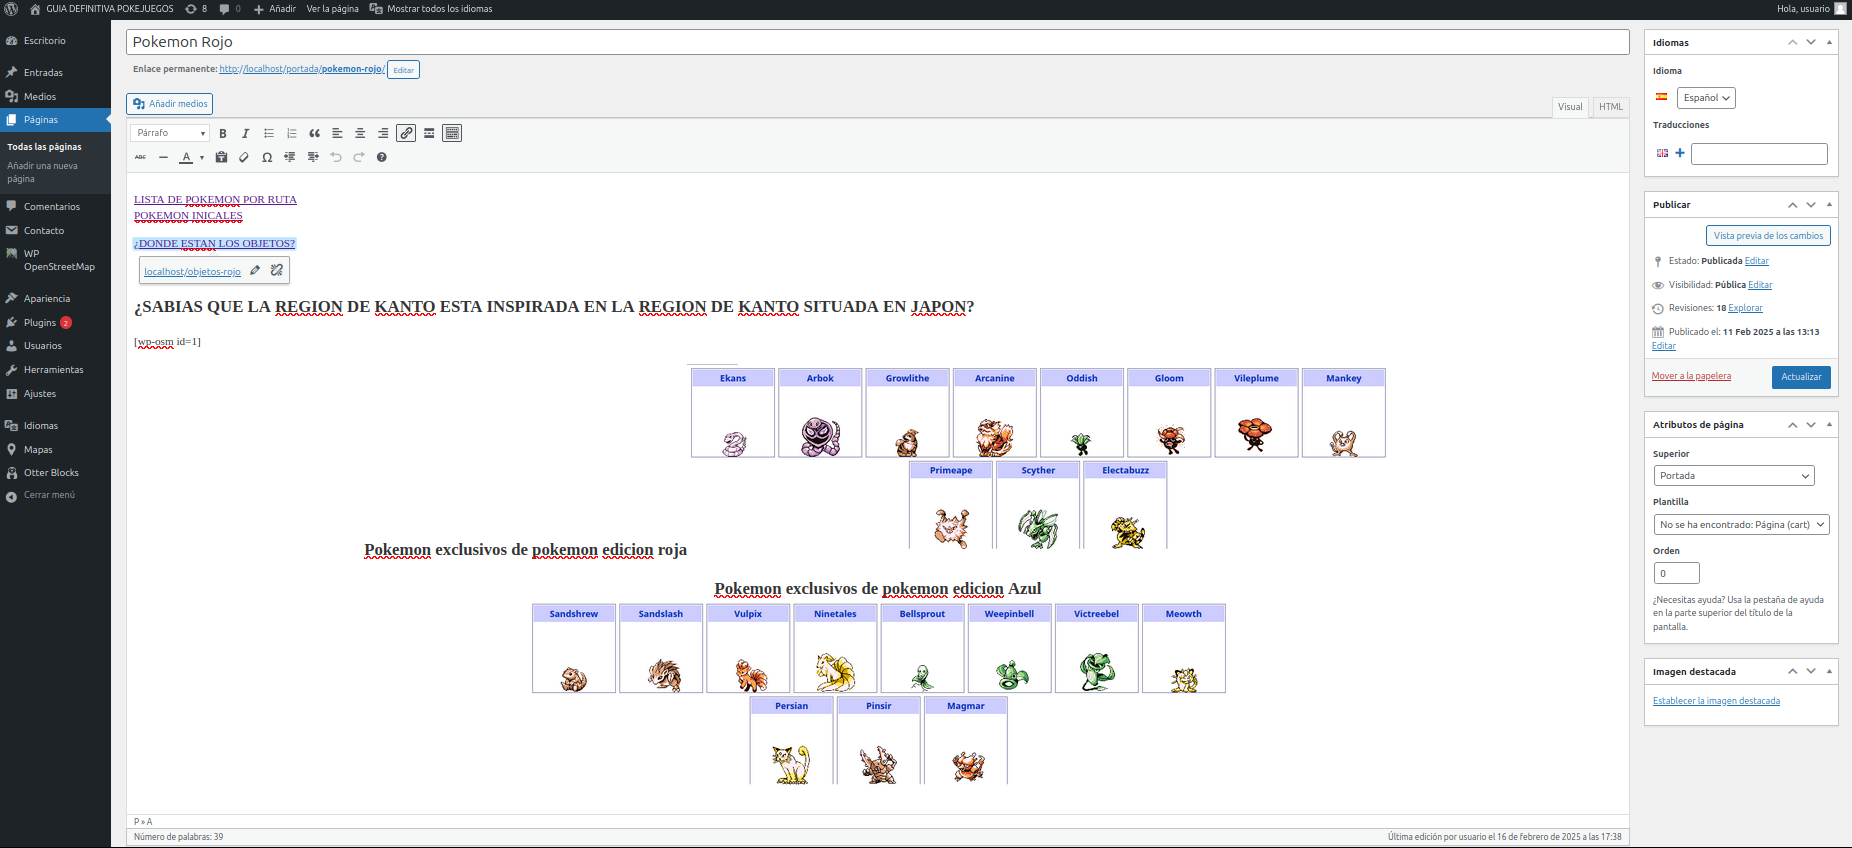 GUIA DEFINITIVA POKEJUEGOS 8 0 Añadir Ver la página Mostrar todos los idiomas Hola, usuario
Escritorio
Entradas
Medios
Páginas
Todas las páginas
Añadir una nueva
página
Comentarios
Contacto
WP
OpenStreetMap
Apariencia
Plugins 2
Usuarios
Herramientas
Ajustes
Idiomas
Mapas
Otter Blocks
Cerrar menú
Pokemon Rojo
Enlace permanente: http://localhost/portada/pokemon-rojo/ Editar
Añadir medios
Visual HTML
Párrafo B I
ABC A
LISTA DE POKEMON POR RUTA
POKEMON INICALES
¿DONDE ESTAN LOS OBJETOS?
localhost/objetos-rojo
¿SABIAS QUE LA REGION DE KANTO ESTA INSPIRADA EN LA REGION DE KANTO SITUADA EN JAPON?
[wp-osm id=1]
Ekans Arbok Growlithe Arcanine Oddish Gloom Vileplume Mankey
Primeape Scyther Electabuzz
Pokemon exclusivos de pokemon edicion roja
Pokemon exclusivos de pokemon edicion Azul
Sandshrew Sandslash Vulpix Ninetales Bellsprout Weepinbell Victreebel Meowth
Persian Pinsir Magmar
P » A
Número de palabras: 39
Última edición por usuario el 16 de febrero de 2025 a las 17:38
Idiomas
Idioma
Español
Traducciones
Publicar
Vista previa de los cambios
Estado: Publicada Editar
Visibilidad: Pública Editar
Revisiones: 18 Explorar
Publicado el: 11 Feb 2025 a las 13:13
Editar
Mover a la papelera Actualizar
Atributos de página
Superior
Portada
Plantilla
No se ha encontrado: Página (cart)
Orden
0
¿Necesitas ayuda? Usa la pestaña de ayuda
en la parte superior del título de la
pantalla.
Imagen destacada
Establecer la imagen destacada